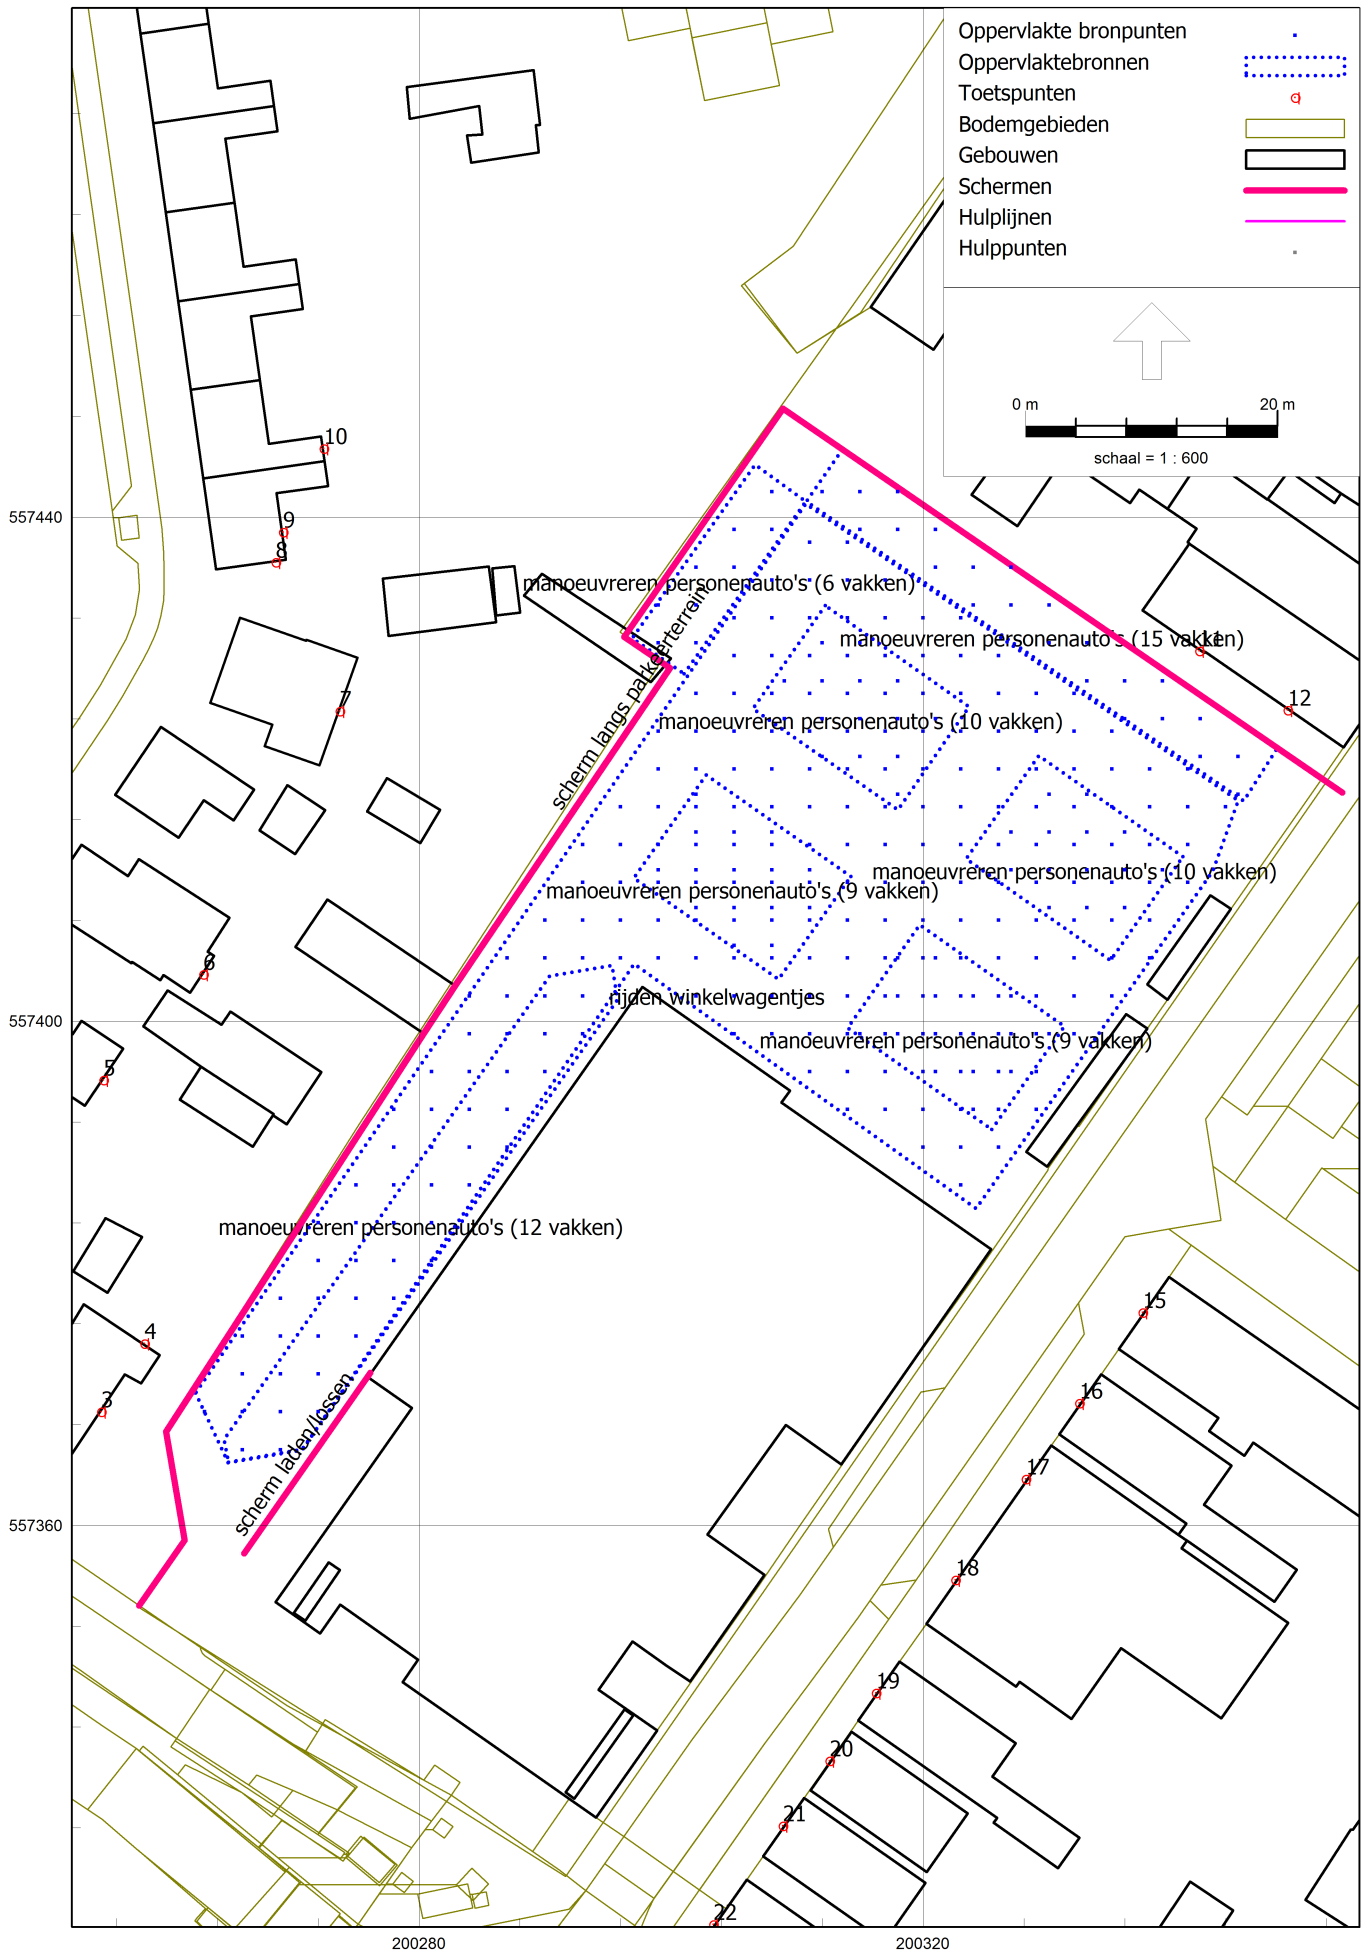 Oppervlakte bronpunten
Oppervlaktebronnen
Toetspunten
Bodemgebieden
Gebouwen
Schermen
Hulplijnen
Hulppunten
0 m 20 m
schaal = 1 : 600
10
557440
9
8
manoeuvreren personenauto's (6 vakken)
manoeuvreren personenauto's (15 vakken)
11
scherm langs parkeerterrein
7
12
manoeuvreren personenauto's (10 vakken)
manoeuvreren personenauto's (10 vakken)
manoeuvreren personenauto's (9 vakken)
6
rijden winkelwagentjes
557400
manoeuvreren personenauto's (9 vakken)
5
manoeuvreren personenauto's (12 vakken)
15
4
3
16
scherm laden/lossen
17
557360
18
19
20
21
22
200280 200320